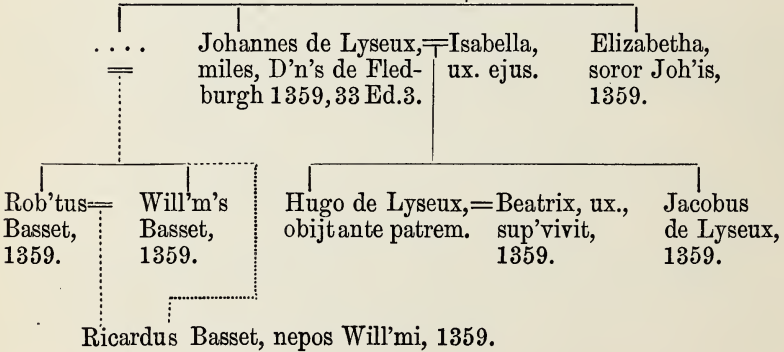 . . . .
Johannes de Lyseux,
miles, D'n's de Fled-
burgh 1359, 33 Ed. 3.
Isabella,
ux. ejus.
Elizabetha,
soror Joh'is,
1359.
Rob'tus
Basset,
1359.
Will'm's
Basset,
1359.
Hugo de Lyseux,
obijt ante patrem.
Beatrix, ux.,
sup'vivit,
1359.
Jacobus
de Lyseux,
1359.
Ricardus Basset, nepos Will'mi, 1359.